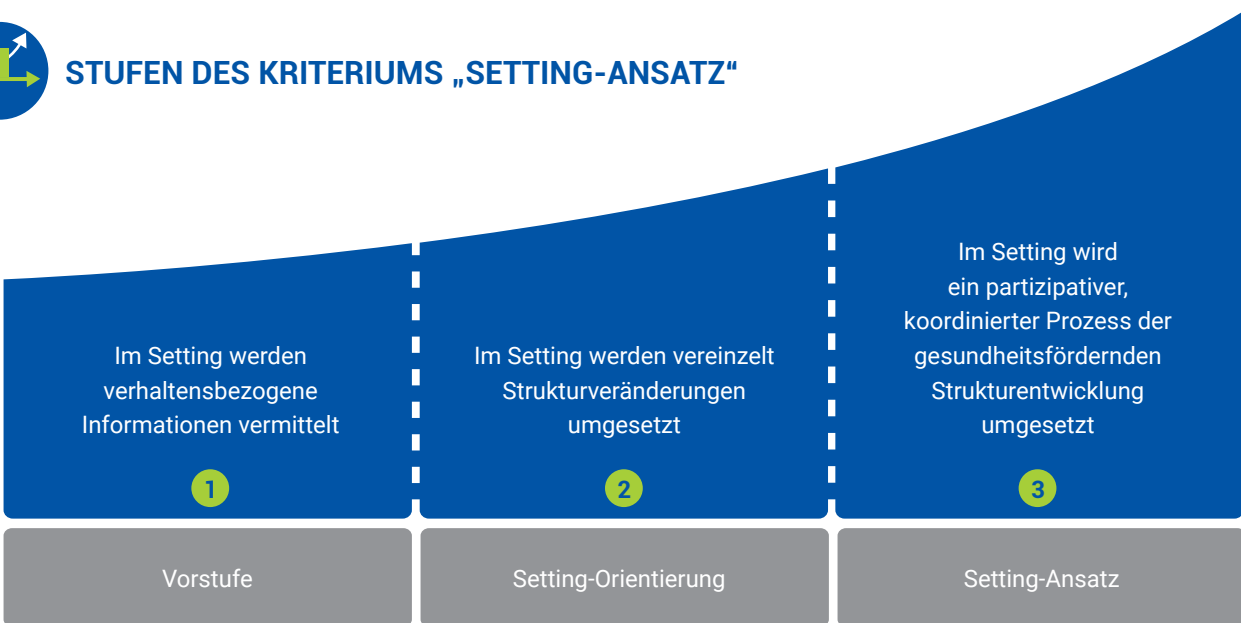 STUFEN DES KRITERIUMS „SETTING-ANSATZ“
Im Setting werden
verhaltensbezogene
Informationen vermittelt
1
Vorstufe
Im Setting werden vereinzelt
Strukturveränderungen
umgesetzt
2
Setting-Orientierung
Im Setting wird
ein partizipativer,
koordinierter Prozess der
gesundheitsfördernden
Strukturentwicklung
umgesetzt
3
Setting-Ansatz